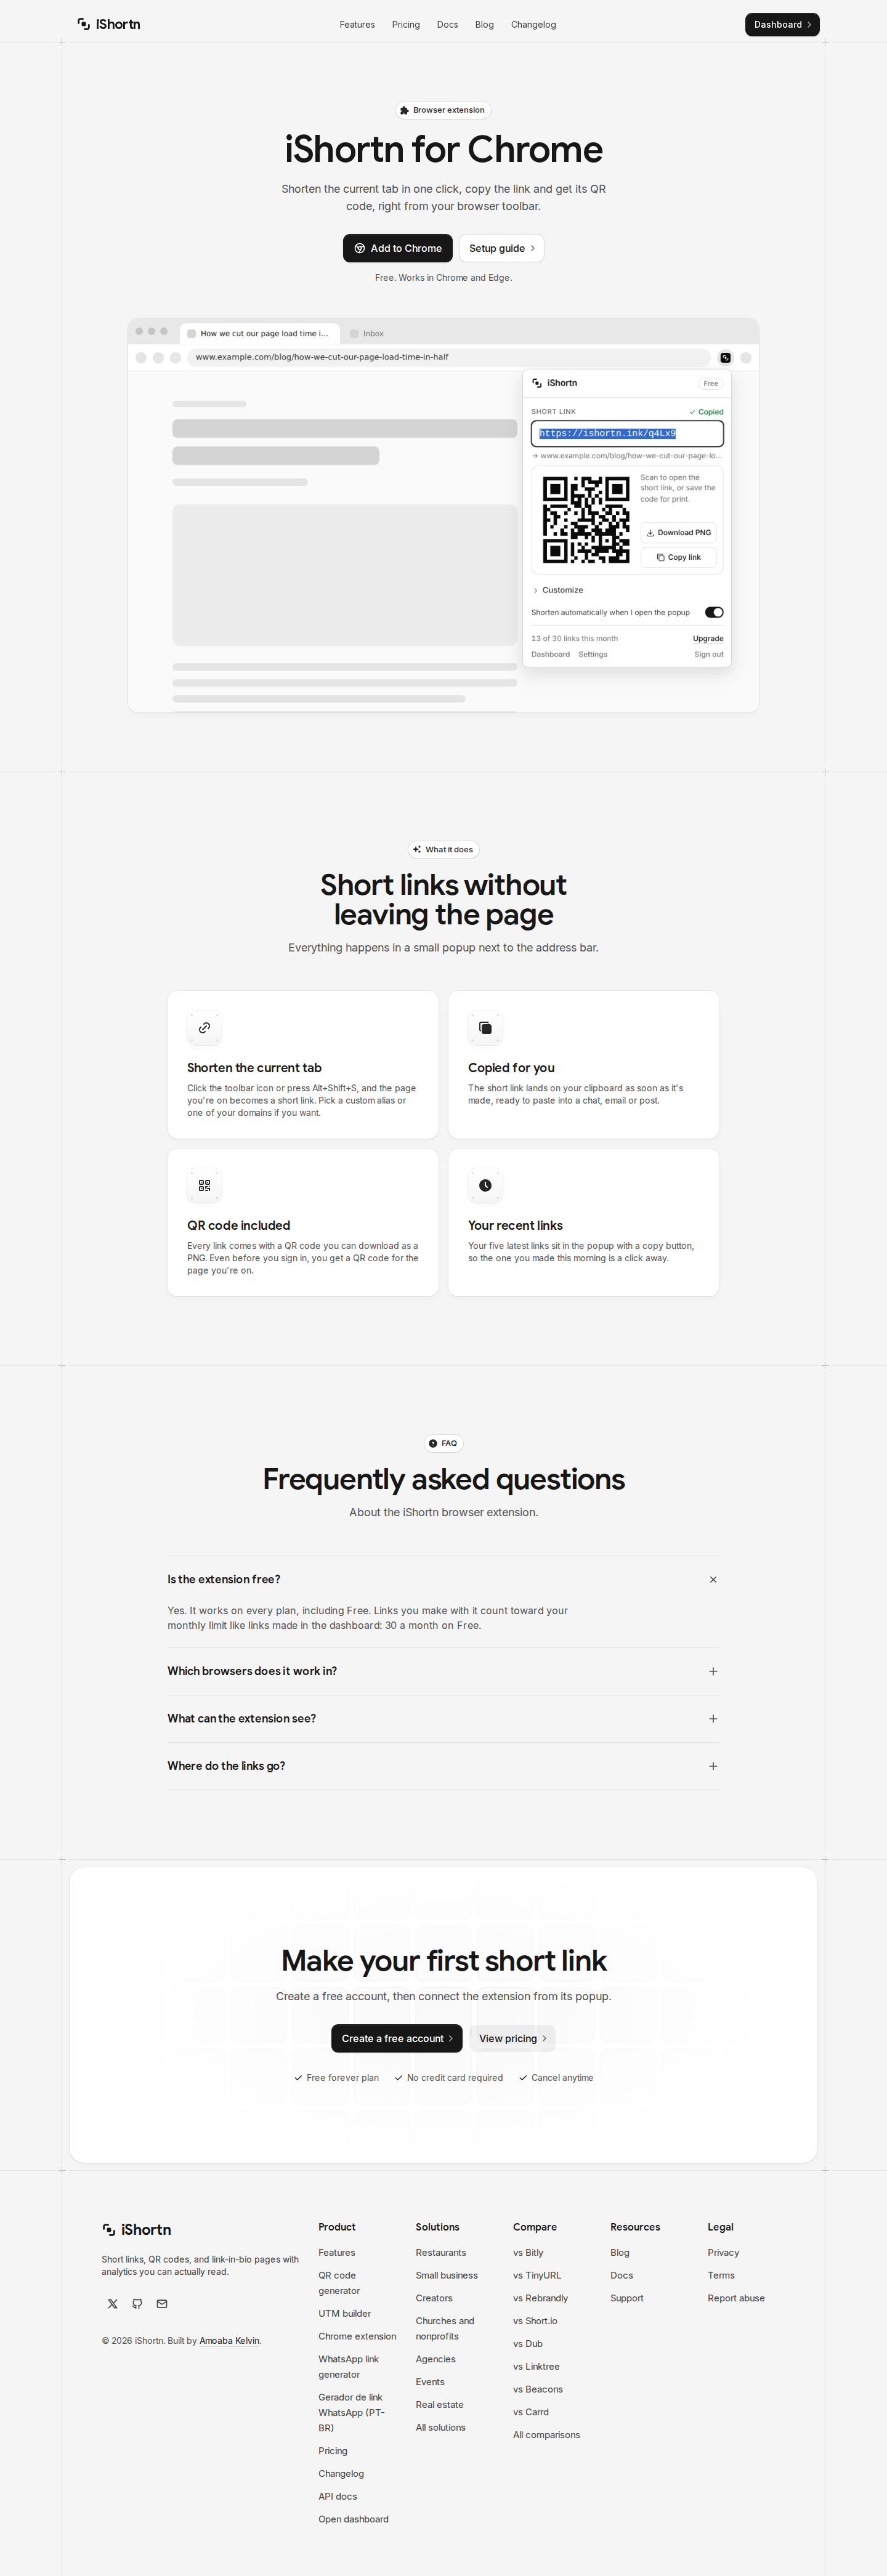 iShortn
Features
Pricing
Docs
Blog
Changelog
Dashboard
Browser extension
iShortn for Chrome
Shorten the current tab in one click, copy the link and get its QR
code, right from your browser toolbar.
Add to Chrome
Setup guide
Free. Works in Chrome and Edge.
How we cut our page load time i...
Inbox
www.example.com/blog/how-we-cut-our-page-load-time-in-half
iShortn
Free
SHORT LINK
Copied
https://ishortn.ink/q4Lx9
→ www.example.com/blog/how-we-cut-our-page-lo...
Scan to open the
short link, or save the
code for print.
Download PNG
Copy link
Customize
Shorten automatically when I open the popup
13 of 30 links this month
Upgrade
Dashboard
Settings
Sign out
What it does
Short links without
leaving the page
Everything happens in a small popup next to the address bar.
Shorten the current tab
Click the toolbar icon or press Alt+Shift+S, and the page
you're on becomes a short link. Pick a custom alias or
one of your domains if you want.
Copied for you
The short link lands on your clipboard as soon as it's
made, ready to paste into a chat, email or post.
QR code included
Every link comes with a QR code you can download as a
PNG. Even before you sign in, you get a QR code for the
page you're on.
Your recent links
Your five latest links sit in the popup with a copy button,
so the one you made this morning is a click away.
FAQ
Frequently asked questions
About the iShortn browser extension.
Is the extension free?
Yes. It works on every plan, including Free. Links you make with it count toward your
monthly limit like links made in the dashboard: 30 a month on Free.
Which browsers does it work in?
What can the extension see?
Where do the links go?
Make your first short link
Create a free account, then connect the extension from its popup.
Create a free account
View pricing
Free forever plan
No credit card required
Cancel anytime
iShortn
Short links, QR codes, and link-in-bio pages with
analytics you can actually read.
© 2026 iShortn. Built by Amoaba Kelvin.
Product
Features
QR code
generator
UTM builder
Chrome extension
WhatsApp link
generator
Gerador de link
WhatsApp (PT-
BR)
Pricing
Changelog
API docs
Open dashboard
Solutions
Restaurants
Small business
Creators
Churches and
nonprofits
Agencies
Events
Real estate
All solutions
Compare
vs Bitly
vs TinyURL
vs Rebrandly
vs Short.io
vs Dub
vs Linktree
vs Beacons
vs Carrd
All comparisons
Resources
Blog
Docs
Support
Legal
Privacy
Terms
Report abuse